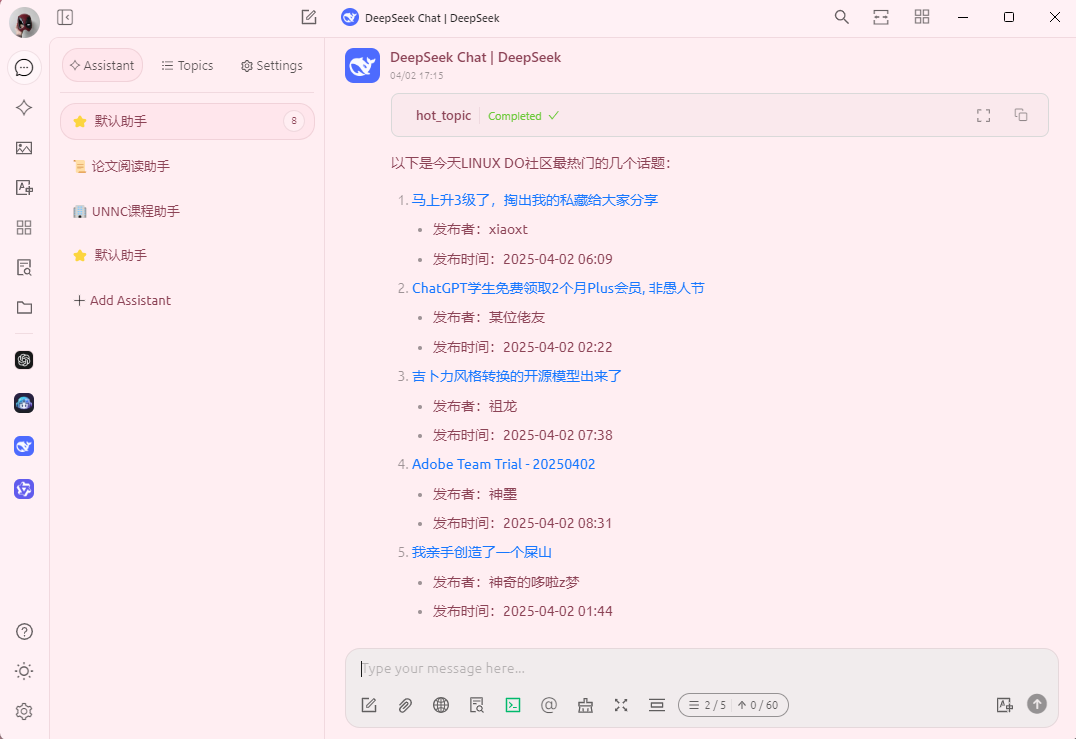 DeepSeek Chat | DeepSeek
Assistant
Topics
Settings
默认助手
8
论文阅读助手
UNNC课程助手
默认助手
Add Assistant
DeepSeek Chat | DeepSeek
04/02 17:15
hot_topic
Completed
以下是今天LINUX DO社区最热门的几个话题：
1. 马上升3级了，掏出我的私藏给大家分享
发布者：xiaoxt
发布时间：2025-04-02 06:09
2. ChatGPT学生免费领取2个月Plus会员, 非愚人节
发布者：某位佬友
发布时间：2025-04-02 02:22
3. 吉卜力风格转换的开源模型出来了
发布者：祖龙
发布时间：2025-04-02 07:38
4. Adobe Team Trial - 20250402
发布者：神墨
发布时间：2025-04-02 08:31
5. 我亲手创造了一个屎山
发布者：神奇的哆啦z梦
发布时间：2025-04-02 01:44
Type your message here...
2 / 5
0 / 60